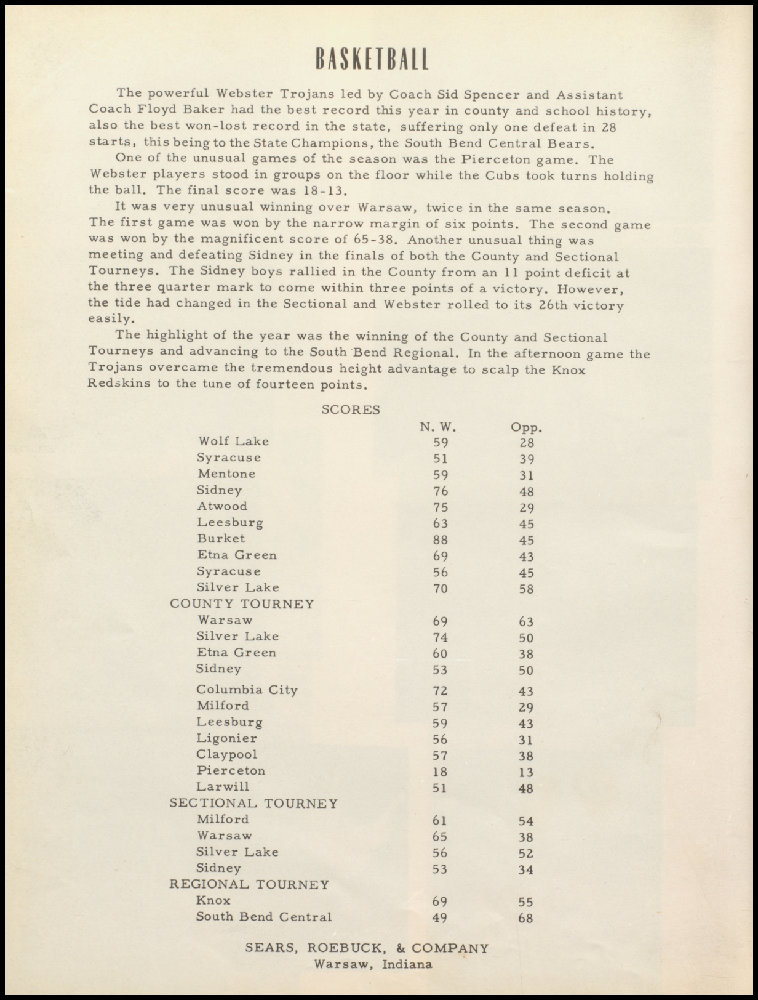 BASKETBALL
The powerful Webster Trojans led by Coach Sid Spencer and Assistant
Coach Floyd Baker had the best record this year in county and school history,
also the best won-lost record in the state, suffering only one defeat in 28
starts, this being to the State Champions, the South Bend Central Bears.
One of the unusual games of the season was the Pierceton game. The
Webster players stood in groups on the floor while the Cubs took turns holding
the ball. The final score was 18-13.
It was very unusual winning over Warsaw, twice in the same season.
The first game was won by the narrow margin of six points. The second game
was won by the magnificent score of 65-38. Another unusual thing was
meeting and defeating Sidney in the finals of both the County and Sectional
Tourneys. The Sidney boys rallied in the County from an 11 point deficit at
the three quarter mark to come within three points of a victory. However,
the tide had changed in the Sectional and Webster rolled to its 26th victory
easily.
The highlight of the year was the winning of the County and Sectional
Tourneys and advancing to the South Bend Regional. In the afternoon game the
Trojans overcame the tremendous height advantage to scalp the Knox
Redskins to the tune of fourteen points.
SCORES
N. W. Opp.
Wolf Lake 59 28
Syracuse 51 39
Mentone 59 31
Sidney 76 48
Atwood 75 29
Leesburg 63 45
Burket 88 45
Etna Green 69 43
Syracuse 56 45
Silver Lake 70 58
COUNTY TOURNEY
Warsaw 69 63
Silver Lake 74 50
Etna Green 60 38
Sidney 53 50
Columbia City 72 43
Milford 57 29
Leesburg 59 43
Ligonier 56 31
Claypool 57 38
Pierceton 18 13
Larwill 51 48
SECTIONAL TOURNEY
Milford 61 54
Warsaw 65 38
Silver Lake 56 52
Sidney 53 34
REGIONAL TOURNEY
Knox 69 55
South Bend Central 49 68
SEARS, ROEBUCK, & COMPANY
Warsaw, Indiana